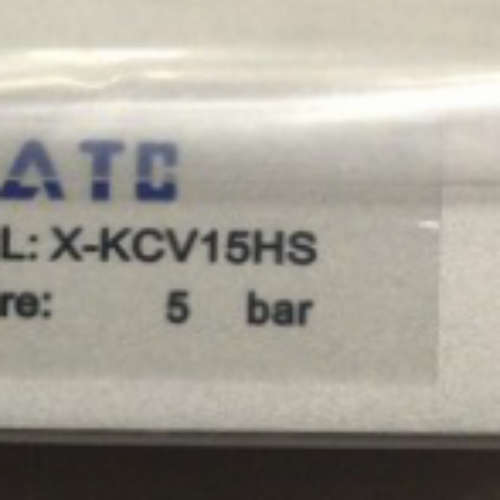 ATC
L: X-KCV15HS
re: 5 bar